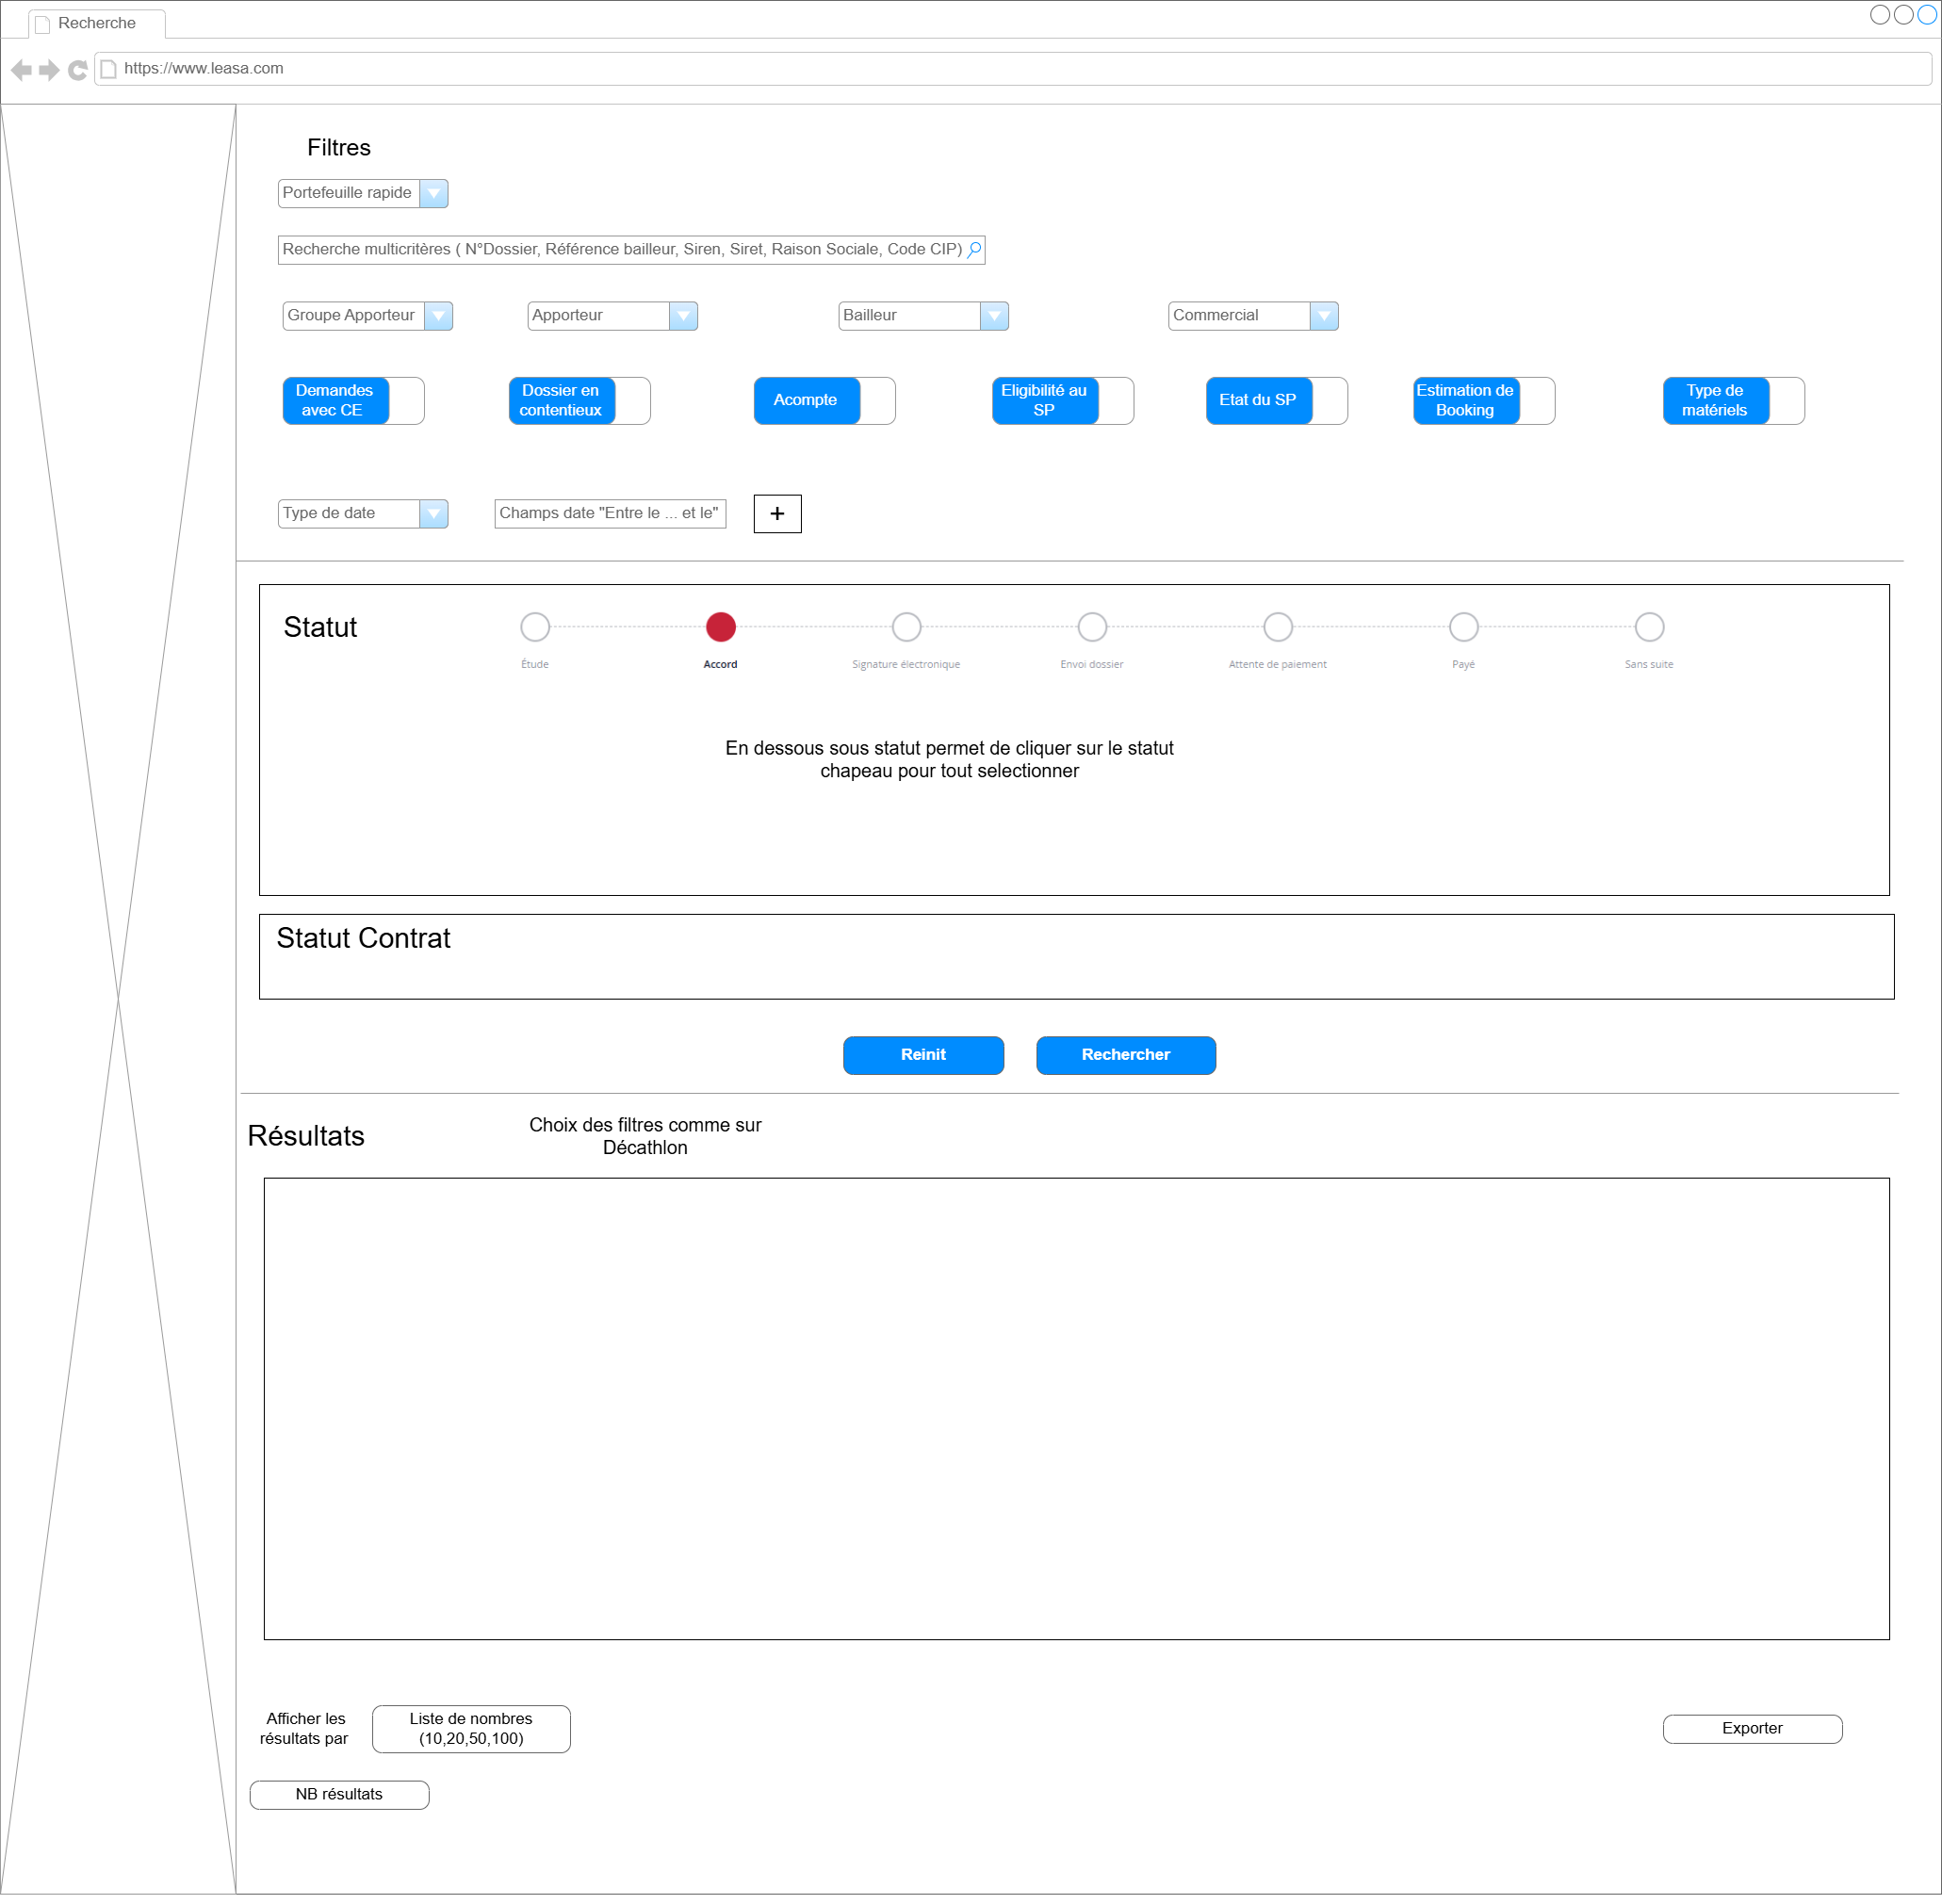 Recherche
https://www.leasa.com
Filtres
Portefeuille rapide
Recherche multicritères ( N°Dossier, Référence bailleur, Siren, Siret, Raison Sociale, Code CIP)
Groupe Apporteur
Apporteur
Bailleur
Commercial
Demandes
avec CE
Dossier en
contentieux
Acompte
Eligibilité au
SP
Etat du SP
Estimation de
Booking
Type de
matériels
Type de date
Champs date "Entre le ... et le"
+
Statut
Étude
Accord
Signature électronique
Envoi dossier
Attente de paiement
Payé
Sans suite
En dessous sous statut permet de cliquer sur le statut
chapeau pour tout selectionner
Statut Contrat
Reinit
Rechercher
Résultats
Choix des filtres comme sur
Décathlon
Afficher les
résultats par
Liste de nombres
(10,20,50,100)
Exporter
NB résultats